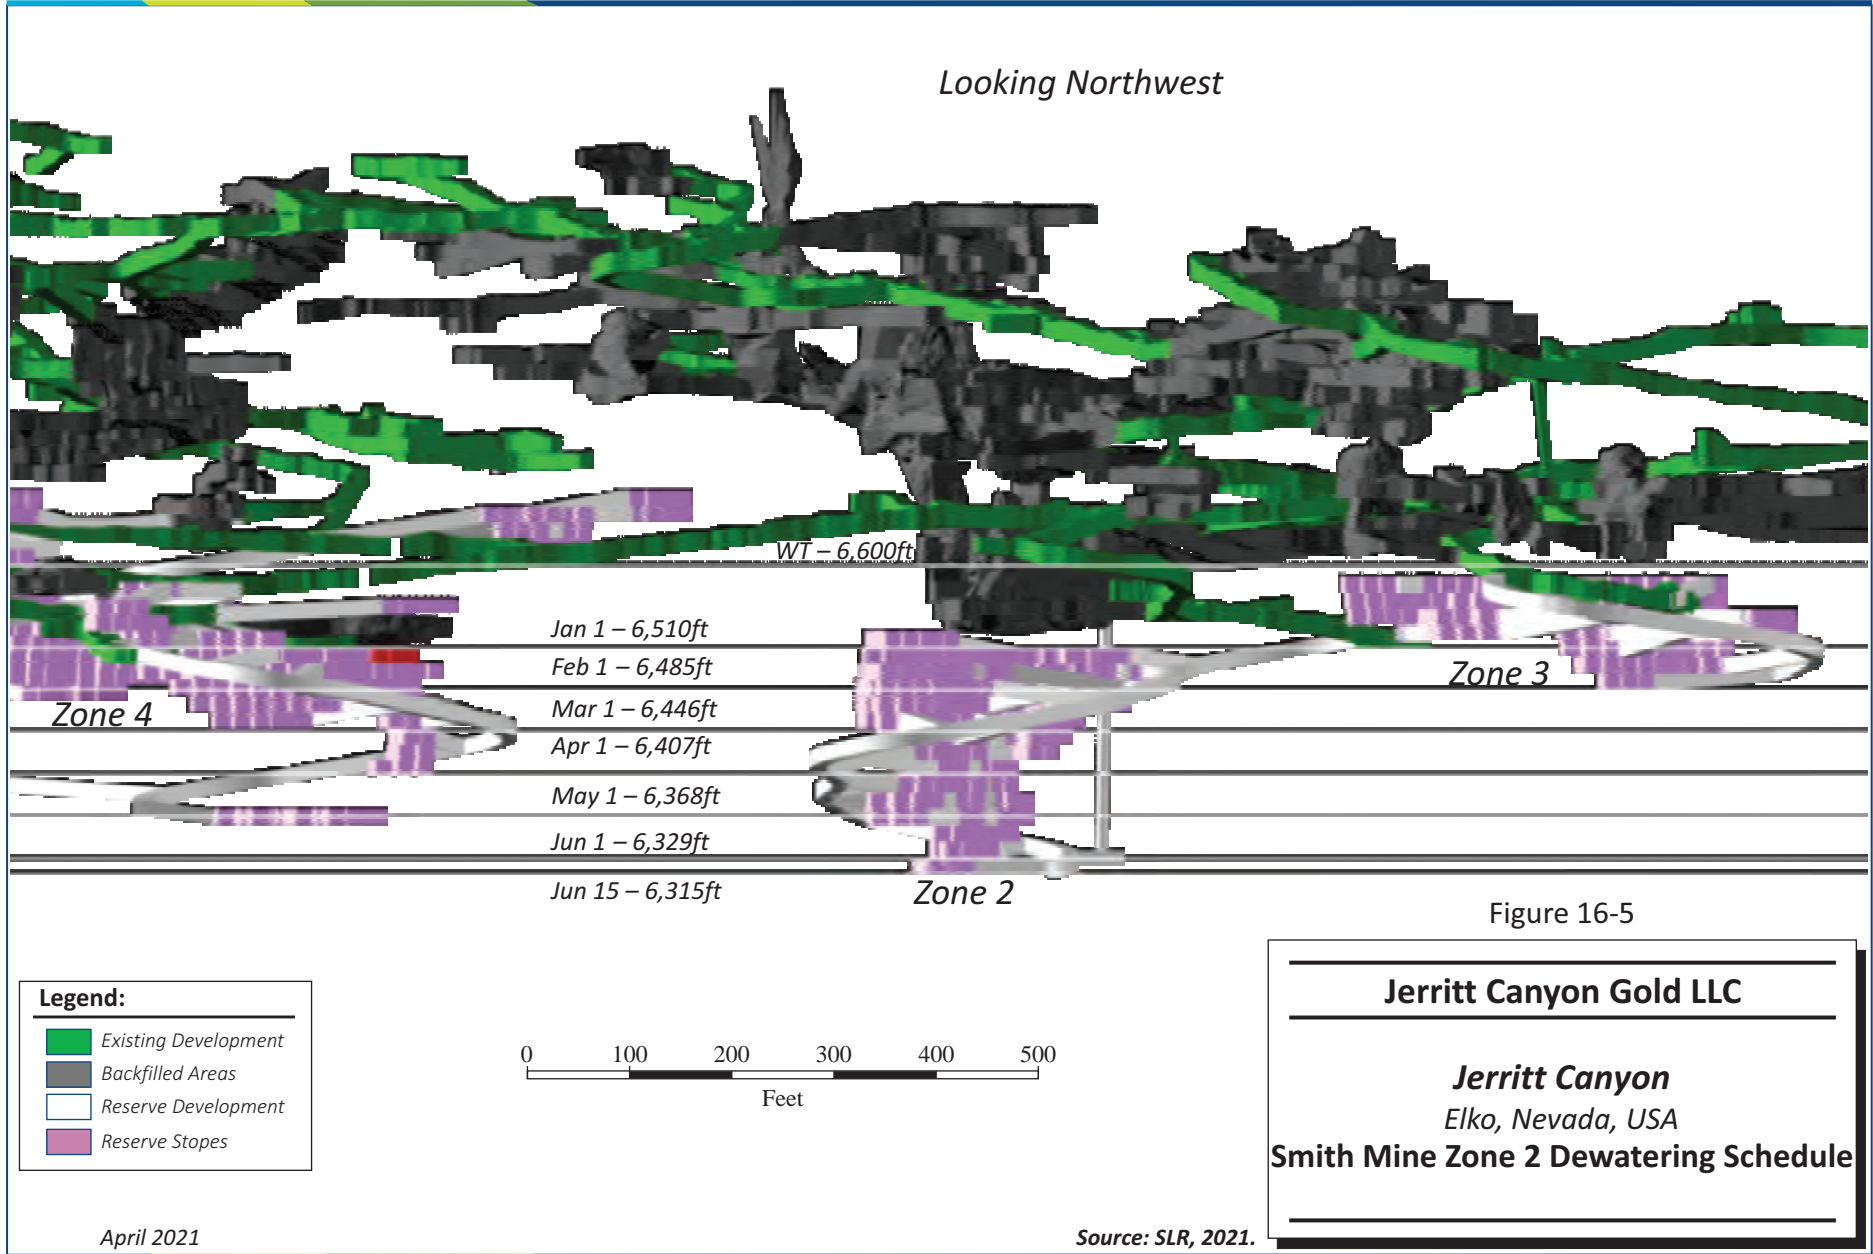 Looking Northwest
WT – 6,600ft
Jan 1 – 6,510ft
Feb 1 – 6,485ft
Mar 1 – 6,446ft
Apr 1 – 6,407ft
May 1 – 6,368ft
Jun 1 – 6,329ft
Jun 15 – 6,315ft
Zone 4
Zone 3
Zone 2
Figure 16-5
Jerritt Canyon Gold LLC
Jerritt Canyon
Elko, Nevada, USA
Smith Mine Zone 2 Dewatering Schedule
Legend:
Existing Development
Backfilled Areas
Reserve Development
Reserve Stopes
0 100 200 300 400 500
Feet
April 2021
Source: SLR, 2021.